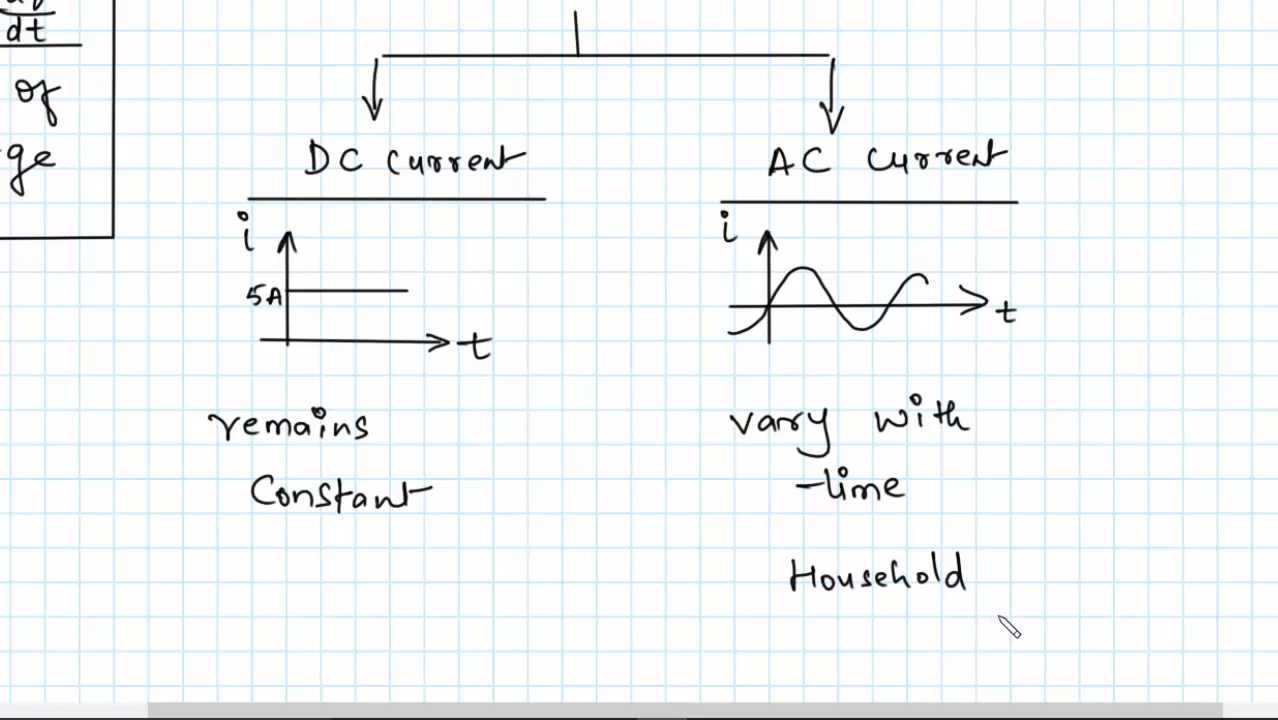 dt
of
ge
DC Current
AC Current
i
5A
t
i
t
remains
Constant
vary with
time
Household